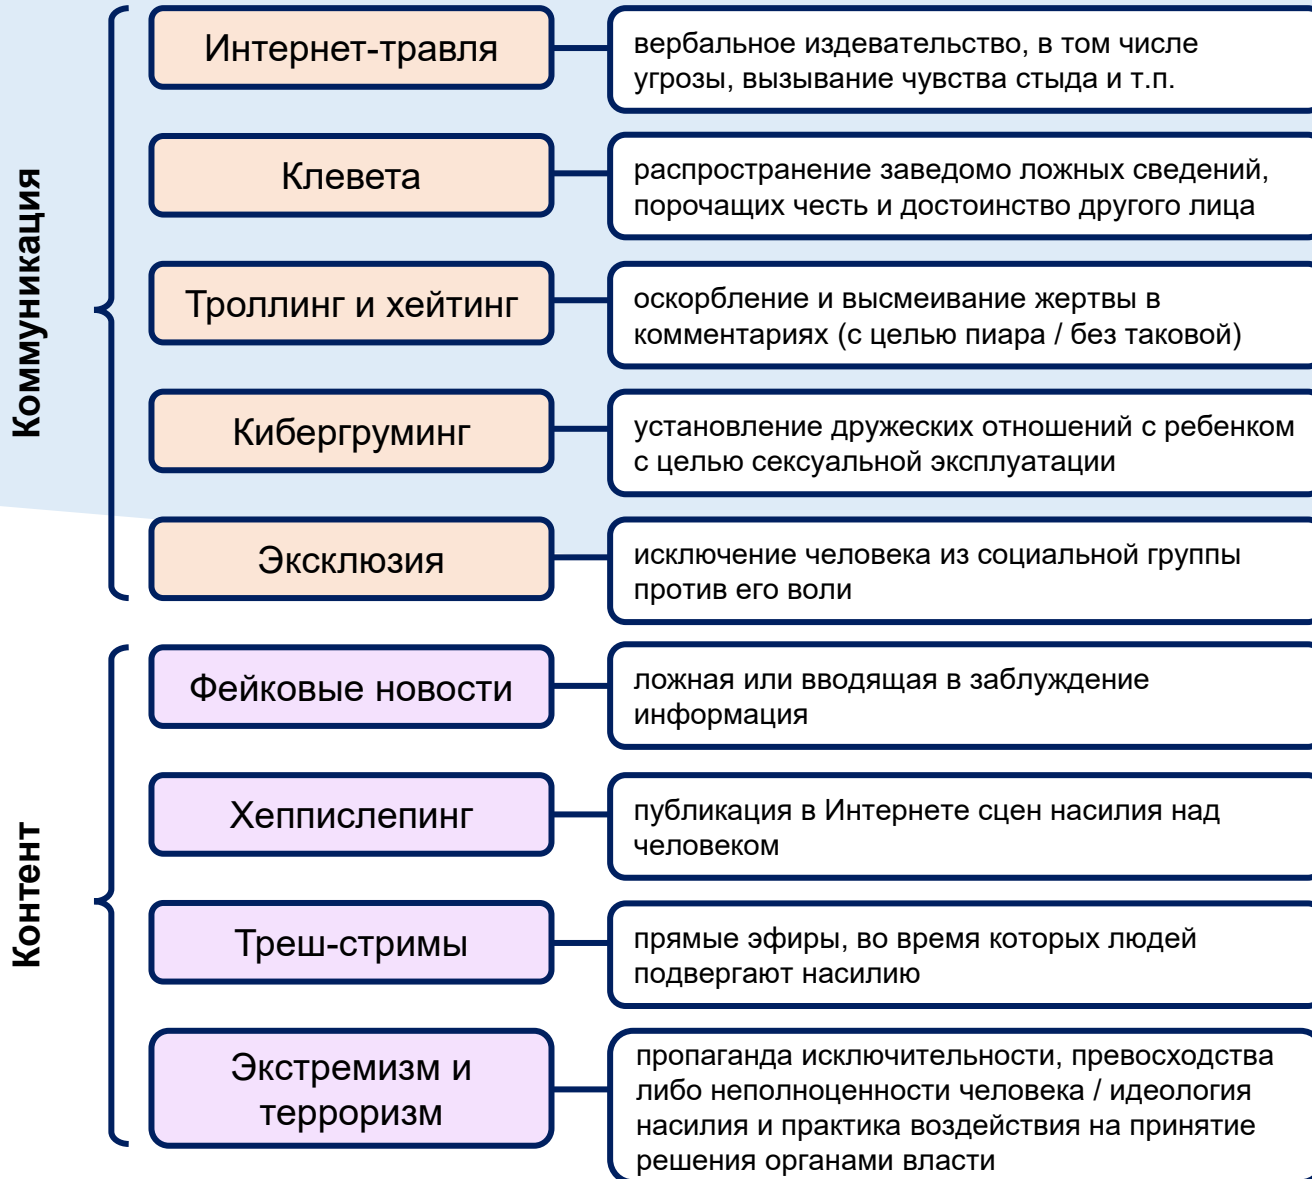 Коммуникация
Интернет-травля
вербальное издевательство, в том числе
угрозы, вызывание чувства стыда и т.п.
Клевета
распространение заведомо ложных сведений,
порочащих честь и достоинство другого лица
Троллинг и хейтинг
оскорбление и высмеивание жертвы в
комментариях (с целью пиара / без таковой)
Кибергруминг
установление дружеских отношений с ребенком
с целью сексуальной эксплуатации
Эксклюзия
исключение человека из социальной группы
против его воли
Контент
Фейковые новости
ложная или вводящая в заблуждение
информация
Хеппислепинг
публикация в Интернете сцен насилия над
человеком
Треш-стримы
прямые эфиры, во время которых людей
подвергают насилию
Экстремизм и
терроризм
пропаганда исключительности, превосходства
либо неполноценности человека / идеология
насилия и практика воздействия на принятие
решения органами власти